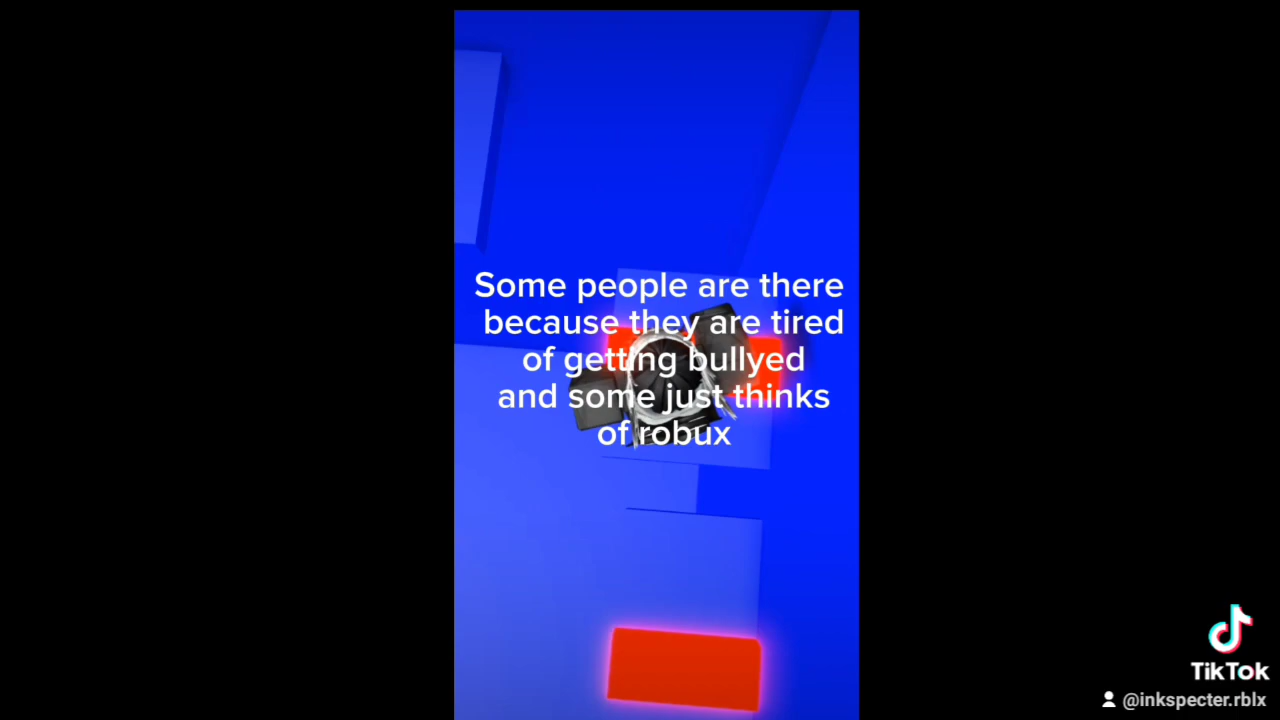 Some people are there
because they are tired
of getting bullyed
and some just thinks
of robux
TikTok
@inkspecter.rblx